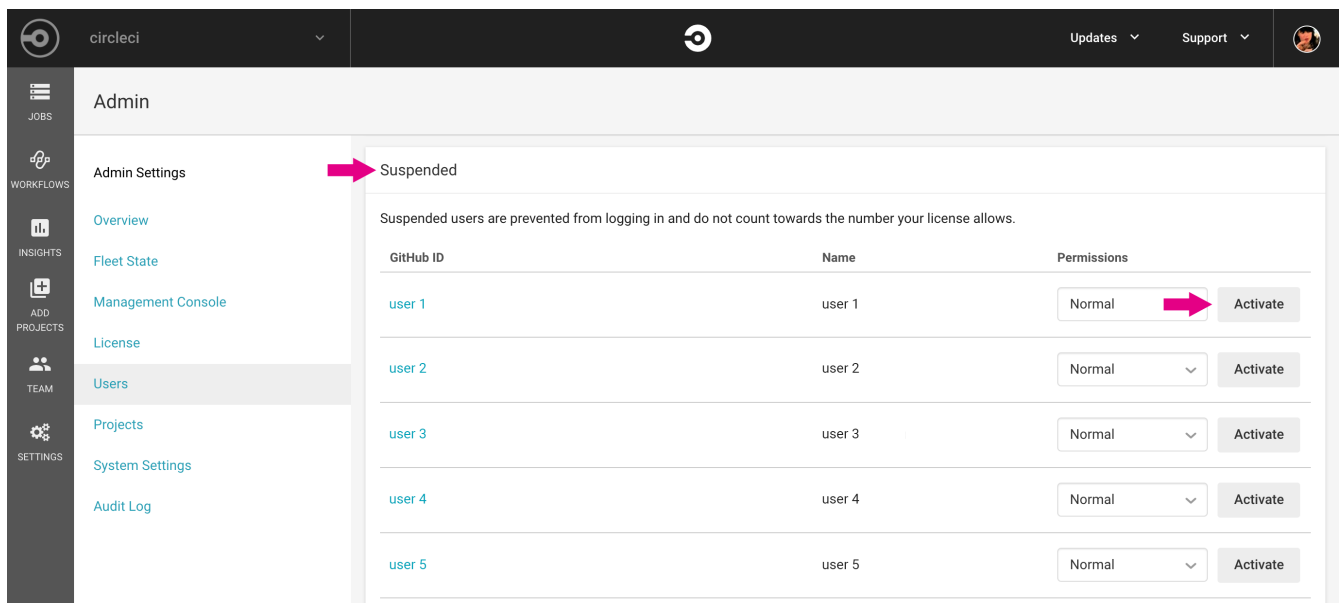 circleci
Updates
Support
JOBS
WORKFLOWS
INSIGHTS
ADD
PROJECTS
TEAM
SETTINGS
Admin
Admin Settings
Overview
Fleet State
Management Console
License
Users
Projects
System Settings
Audit Log
Suspended
Suspended users are prevented from logging in and do not count towards the number your license allows.
GitHub ID Name Permissions
user 1 user 1 Normal Activate
user 2 user 2 Normal Activate
user 3 user 3 Normal Activate
user 4 user 4 Normal Activate
user 5 user 5 Normal Activate